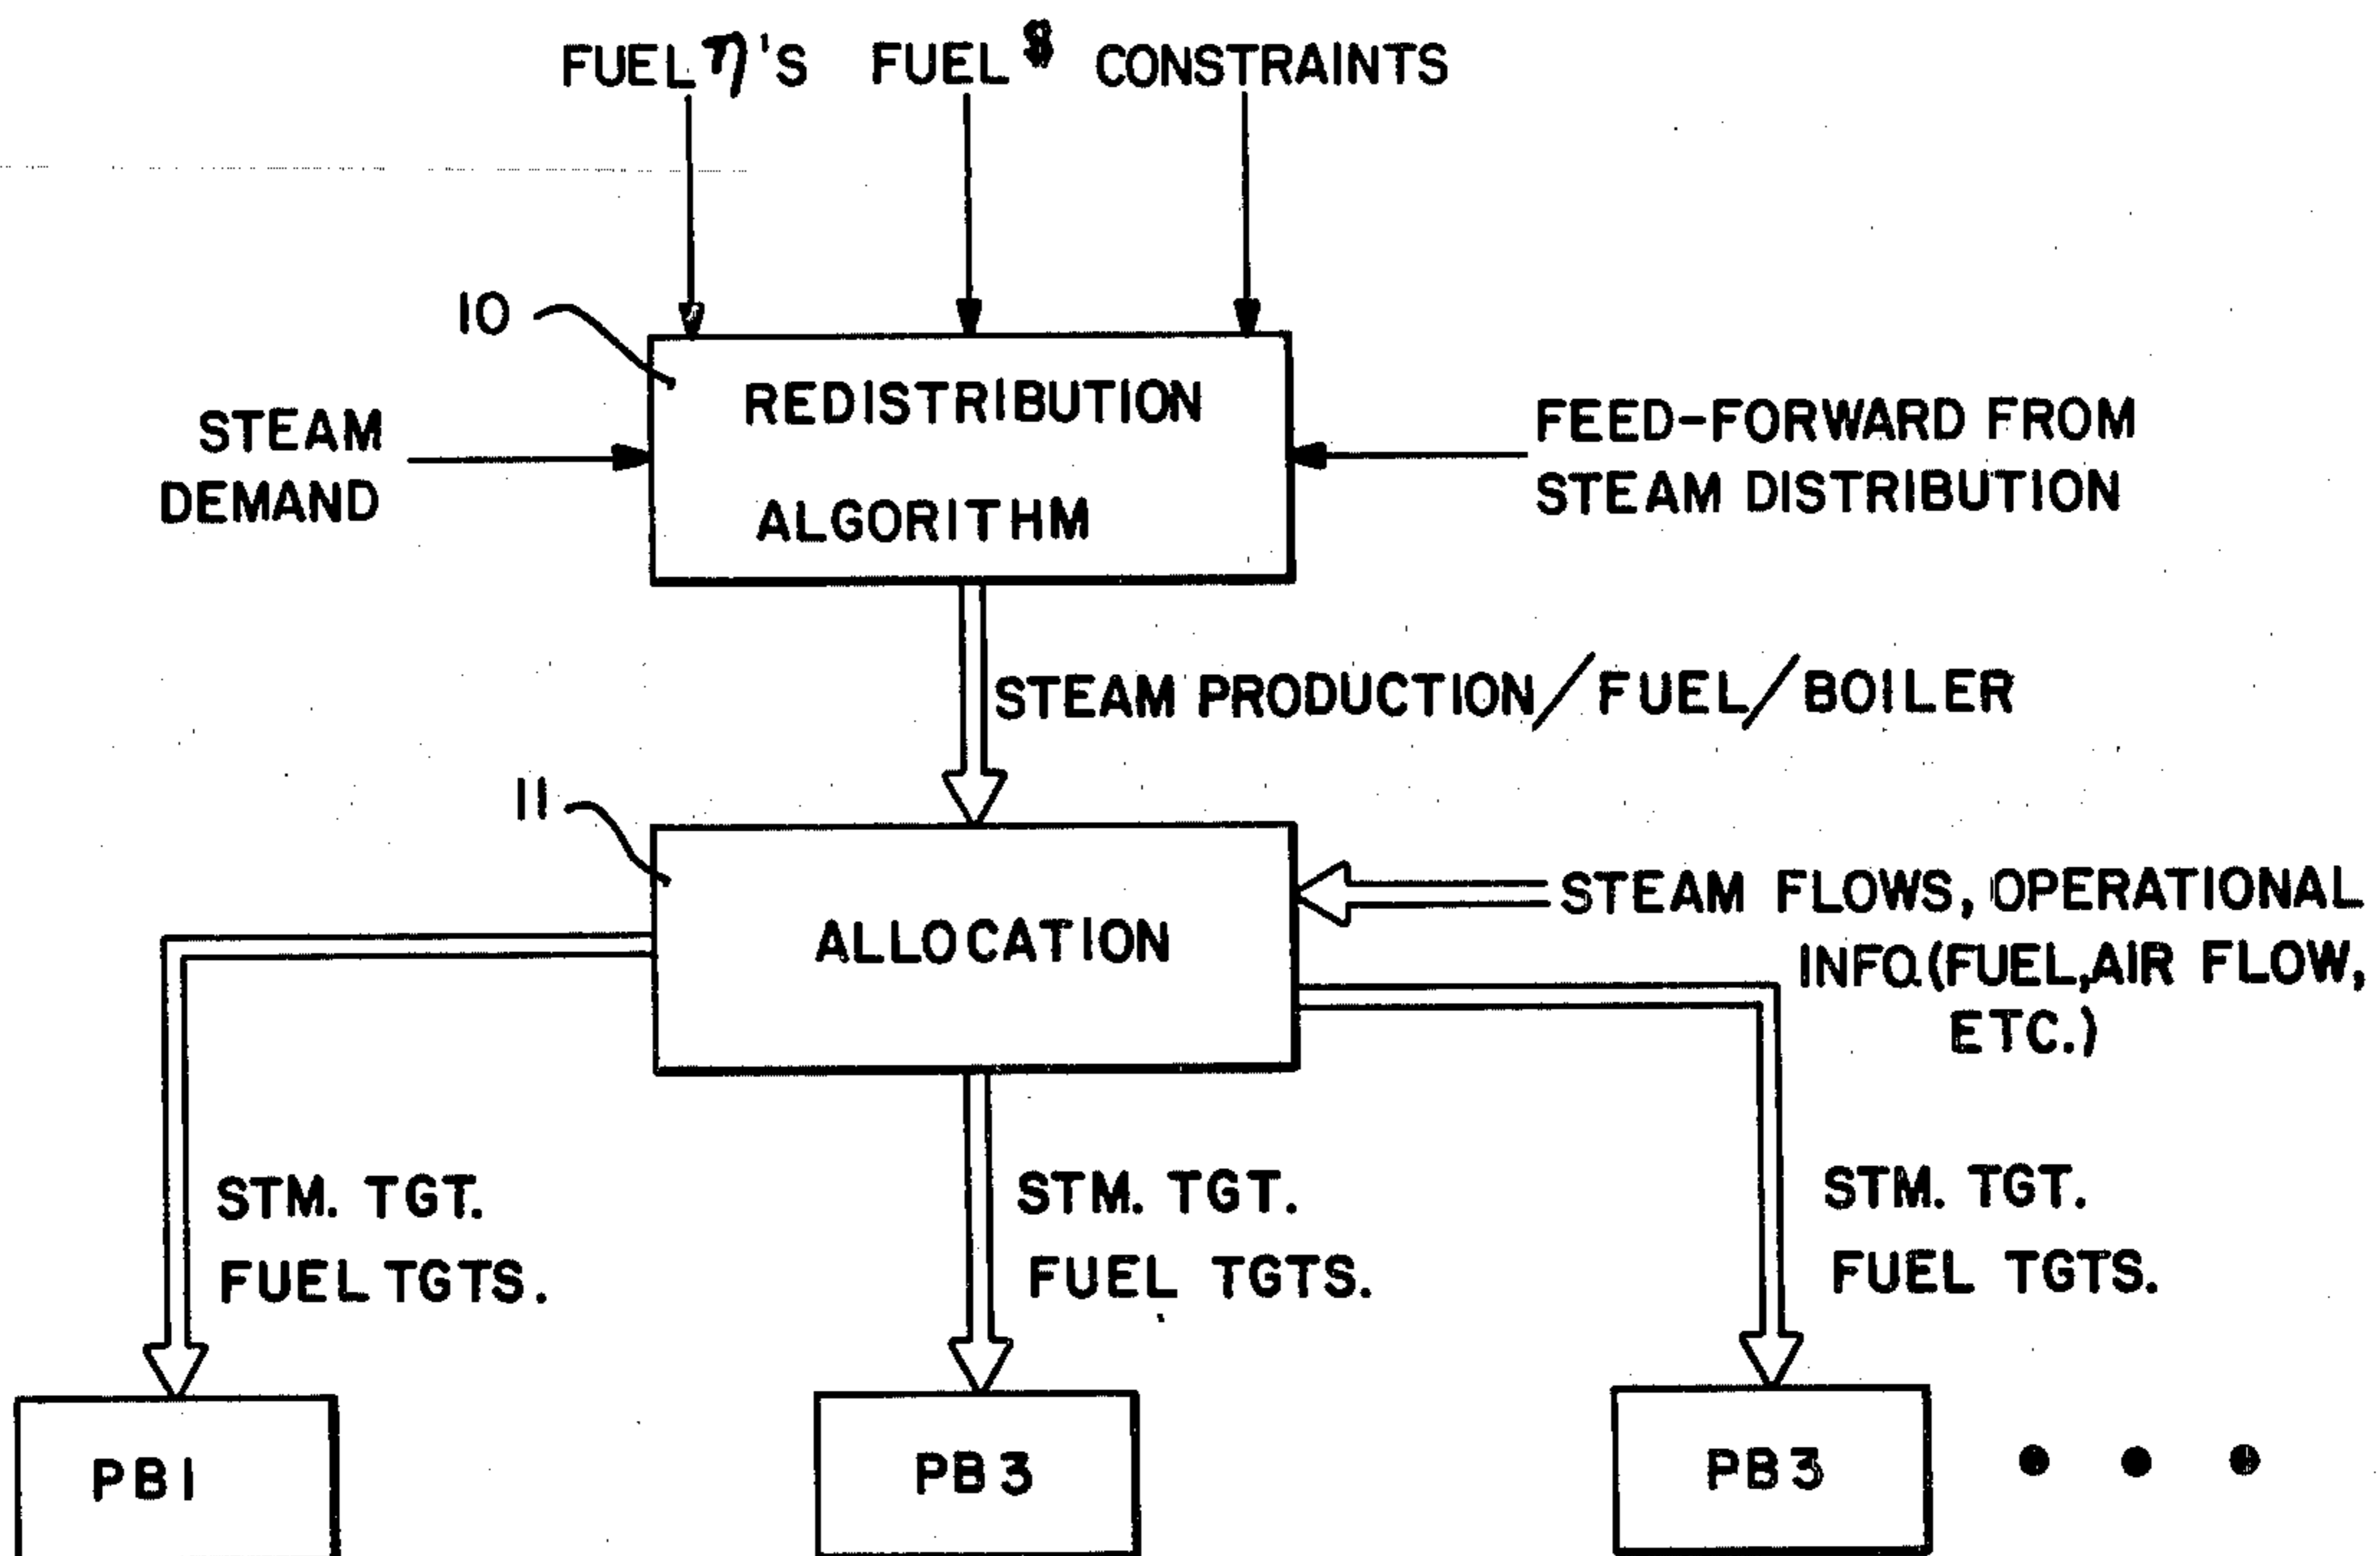 FUEL η'S FUEL $ CONSTRAINTS
10
REDISTRIBUTION
ALGORITHM
STEAM
DEMAND
FEED-FORWARD FROM
STEAM DISTRIBUTION
STEAM PRODUCTION/FUEL/BOILER
11
ALLOCATION
STEAM FLOWS, OPERATIONAL
INFO.(FUEL,AIR FLOW,
ETC.)
STM. TGT.
FUEL TGTS.
STM. TGT.
FUEL TGTS.
STM. TGT.
FUEL TGTS.
PB1
PB3
PB3